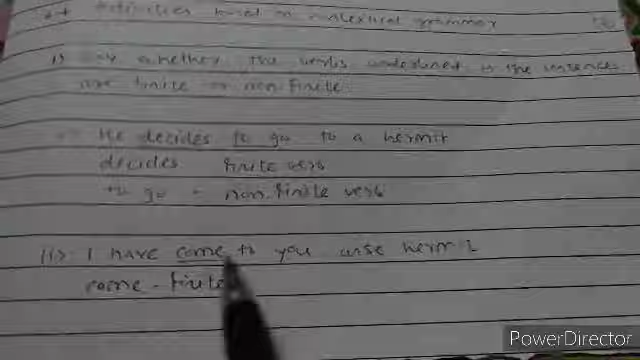 Activities based on contextual grammar
i) Say whether the verbs underlined in the sentences
are finite or non finite.
He decides to go to a hermit
decides finite verb
to go - non-finite verb
ii) I have come to you wise hermit
come - finite
PowerDirector